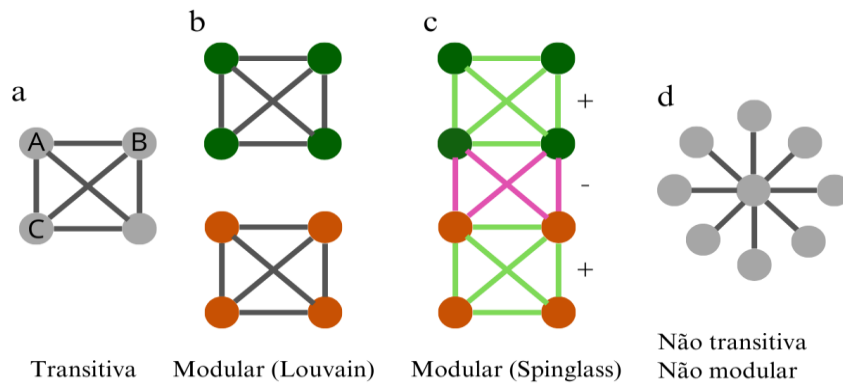 a
A
B
C
Transitiva
b
Modular (Louvain)
c
+
-
+
Modular (Spinglass)
d
Não transitiva
Não modular